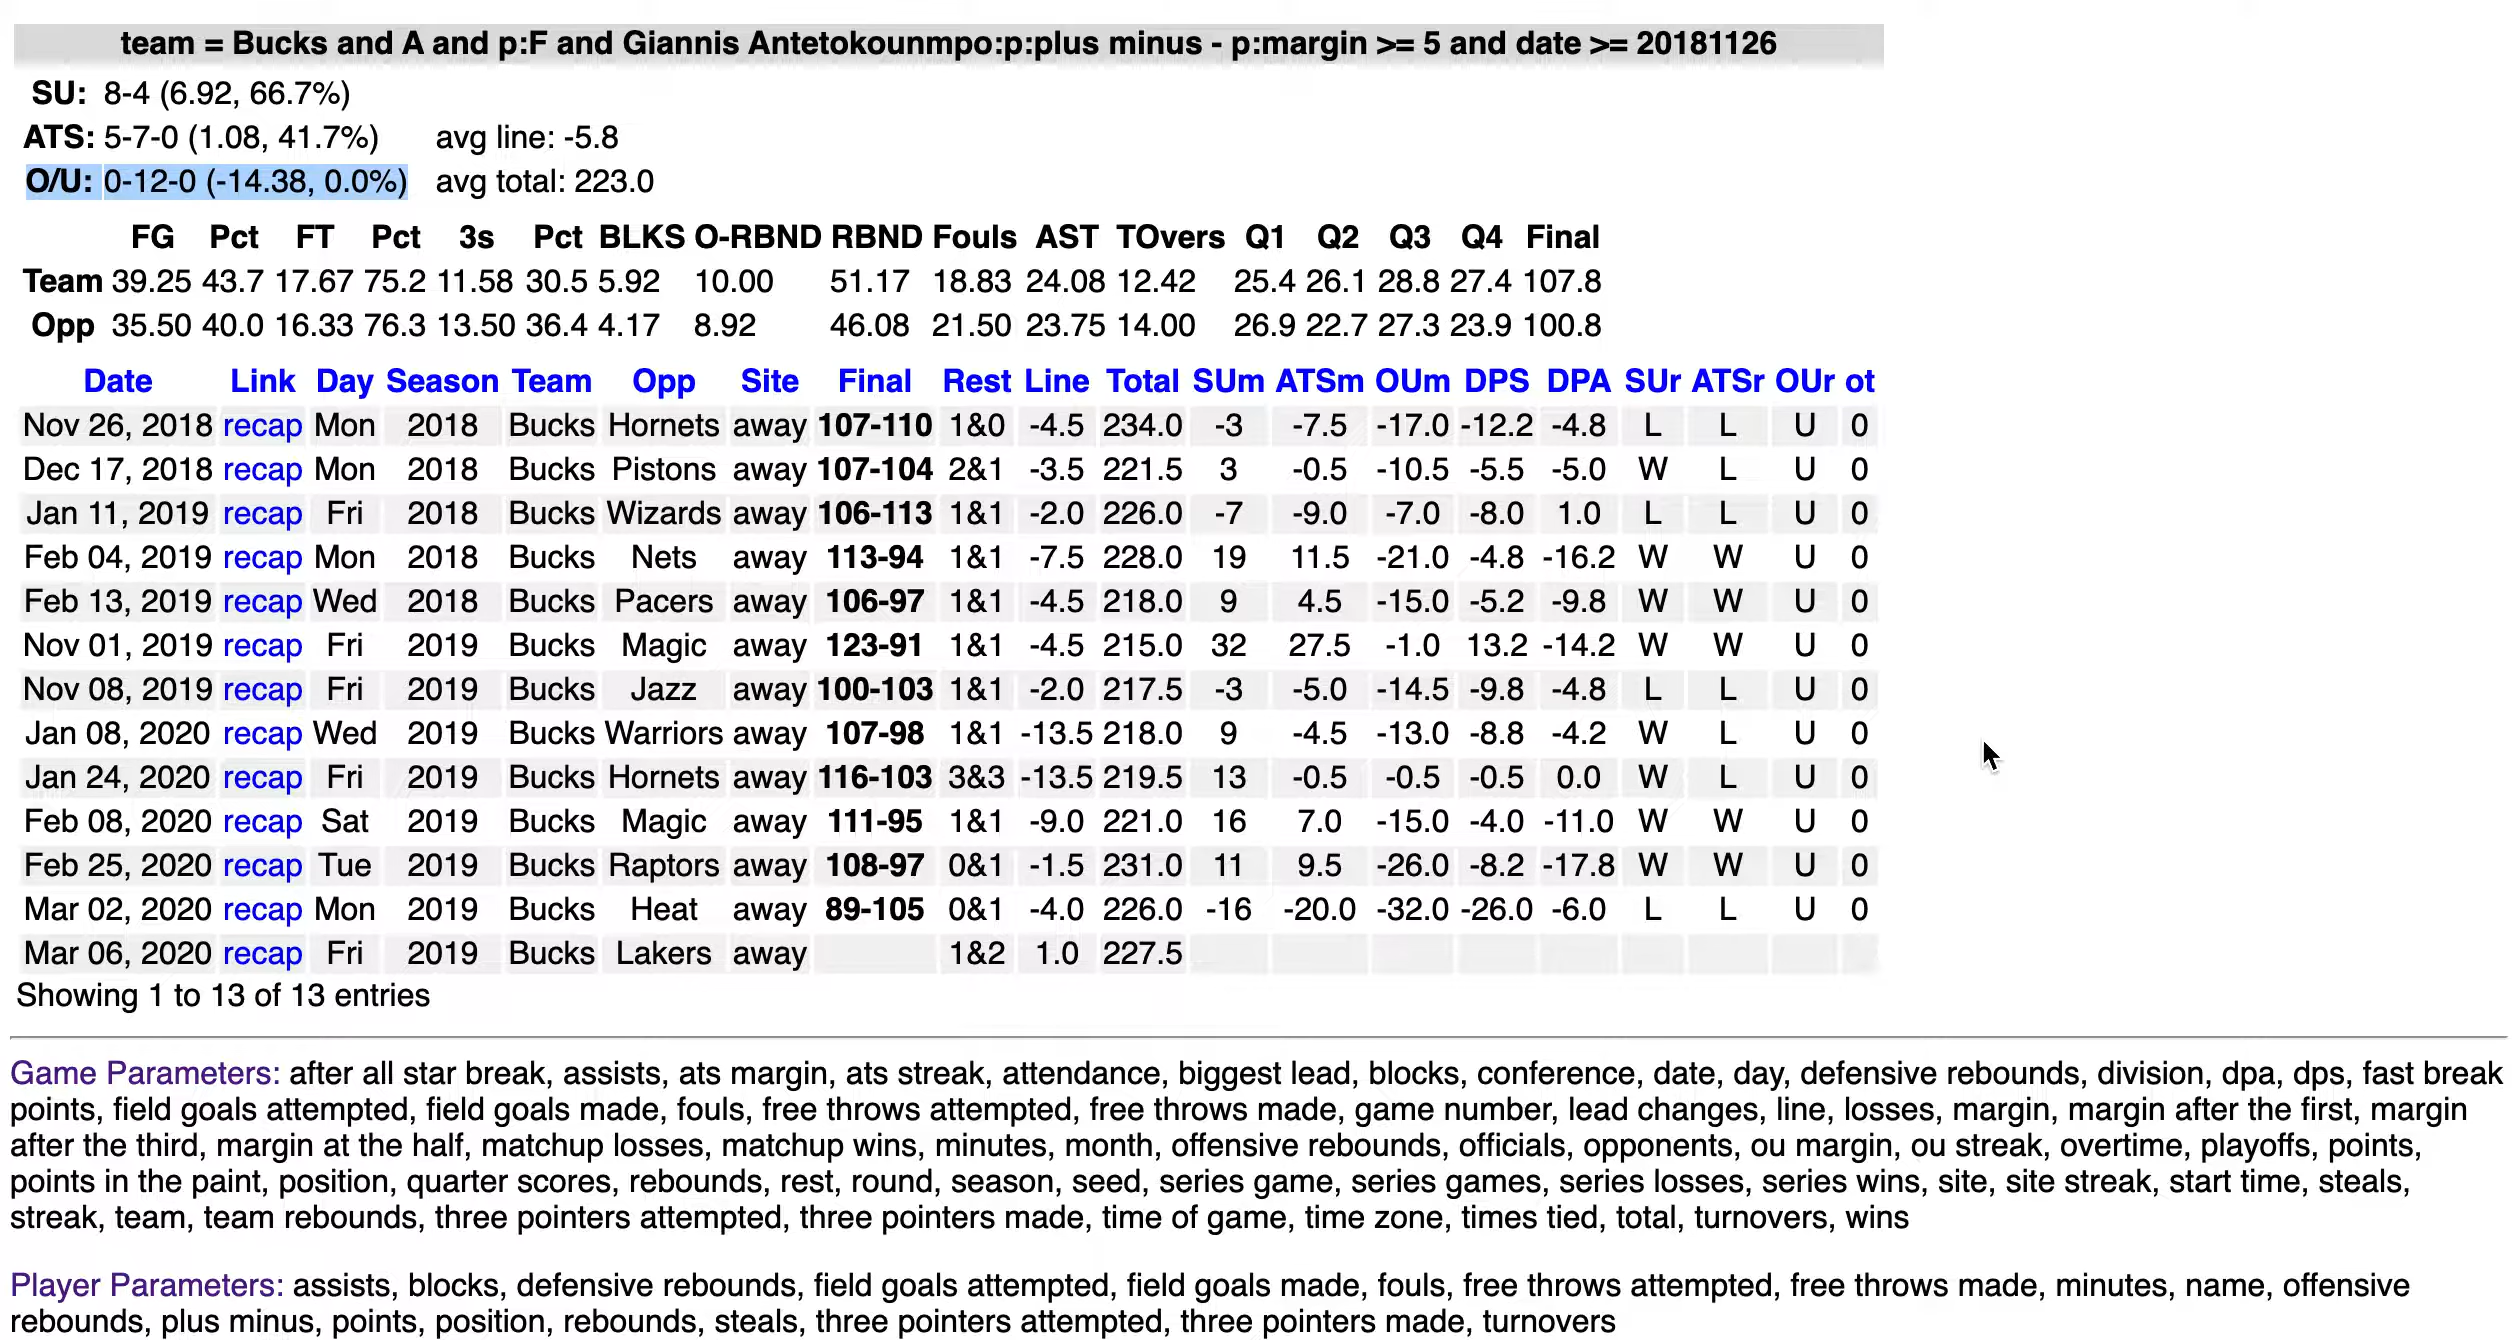 team = Bucks and A and p:F and Giannis Antetokounmpo:p:plus minus - p:margin >= 5 and date >= 20181126
SU: 8-4 (6.92, 66.7%)
ATS: 5-7-0 (1.08, 41.7%) avg line: -5.8
O/U: 0-12-0 (-14.38, 0.0%) avg total: 223.0
FG Pct FT Pct 3s Pct BLKS O-RBND RBND Fouls AST TOvers Q1 Q2 Q3 Q4 Final
Team 39.25 43.7 17.67 75.2 11.58 30.5 5.92 10.00 51.17 18.83 24.08 12.42 25.4 26.1 28.8 27.4 107.8
Opp 35.50 40.0 16.33 76.3 13.50 36.4 4.17 8.92 46.08 21.50 23.75 14.00 26.9 22.7 27.3 23.9 100.8
Date Link Day Season Team Opp Site Final Rest Line Total SUm ATSm OUm DPS DPA SUr ATSr OUr ot
Nov 26, 2018 recap Mon 2018 Bucks Hornets away 107-110 1&0 -4.5 234.0 -3 -7.5 -17.0 -12.2 -4.8 L L U 0
Dec 17, 2018 recap Mon 2018 Bucks Pistons away 107-104 2&1 -3.5 221.5 3 -0.5 -10.5 -5.5 -5.0 W L U 0
Jan 11, 2019 recap Fri 2018 Bucks Wizards away 106-113 1&1 -2.0 226.0 -7 -9.0 -7.0 -8.0 1.0 L L U 0
Feb 04, 2019 recap Mon 2018 Bucks Nets away 113-94 1&1 -7.5 228.0 19 11.5 -21.0 -4.8 -16.2 W W U 0
Feb 13, 2019 recap Wed 2018 Bucks Pacers away 106-97 1&1 -4.5 218.0 9 4.5 -15.0 -5.2 -9.8 W W U 0
Nov 01, 2019 recap Fri 2019 Bucks Magic away 123-91 1&1 -4.5 215.0 32 27.5 -1.0 13.2 -14.2 W W U 0
Nov 08, 2019 recap Fri 2019 Bucks Jazz away 100-103 1&1 -2.0 217.5 -3 -5.0 -14.5 -9.8 -4.8 L L U 0
Jan 08, 2020 recap Wed 2019 Bucks Warriors away 107-98 1&1 -13.5 218.0 9 -4.5 -13.0 -8.8 -4.2 W L U 0
Jan 24, 2020 recap Fri 2019 Bucks Hornets away 116-103 3&3 -13.5 219.5 13 -0.5 -0.5 -0.5 0.0 W L U 0
Feb 08, 2020 recap Sat 2019 Bucks Magic away 111-95 1&1 -9.0 221.0 16 7.0 -15.0 -4.0 -11.0 W W U 0
Feb 25, 2020 recap Tue 2019 Bucks Raptors away 108-97 0&1 -1.5 231.0 11 9.5 -26.0 -8.2 -17.8 W W U 0
Mar 02, 2020 recap Mon 2019 Bucks Heat away 89-105 0&1 -4.0 226.0 -16 -20.0 -32.0 -26.0 -6.0 L L U 0
Mar 06, 2020 recap Fri 2019 Bucks Lakers away 1&2 1.0 227.5
Showing 1 to 13 of 13 entries
Game Parameters: after all star break, assists, ats margin, ats streak, attendance, biggest lead, blocks, conference, date, day, defensive rebounds, division, dpa, dps, fast break
points, field goals attempted, field goals made, fouls, free throws attempted, free throws made, game number, lead changes, line, losses, margin, margin after the first, margin
after the third, margin at the half, matchup losses, matchup wins, minutes, month, offensive rebounds, officials, opponents, ou margin, ou streak, overtime, playoffs, points,
points in the paint, position, quarter scores, rebounds, rest, round, season, seed, series game, series games, series losses, series wins, site, site streak, start time, steals,
streak, team, team rebounds, three pointers attempted, three pointers made, time of game, time zone, times tied, total, turnovers, wins
Player Parameters: assists, blocks, defensive rebounds, field goals attempted, field goals made, fouls, free throws attempted, free throws made, minutes, name, offensive
rebounds, plus minus, points, position, rebounds, steals, three pointers attempted, three pointers made, turnovers